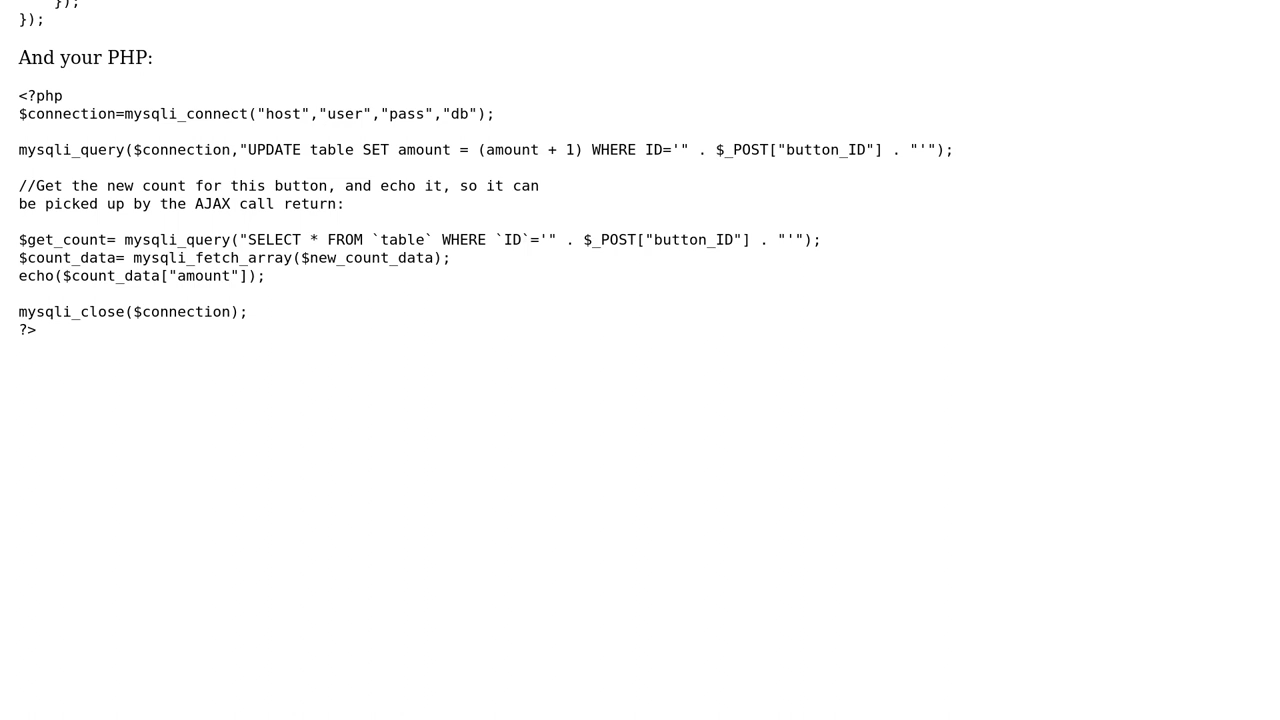 });
});
And your PHP:
<?php
$connection=mysqli_connect("host","user","pass","db");
mysqli_query($connection,"UPDATE table SET amount = (amount + 1) WHERE ID='" . $_POST["button_ID"] . "'");
//Get the new count for this button, and echo it, so it can
be picked up by the AJAX call return:
$get_count= mysqli_query("SELECT * FROM `table` WHERE `ID`='" . $_POST["button_ID"] . "'");
$count_data= mysqli_fetch_array($new_count_data);
echo($count_data["amount"]);
mysqli_close($connection);
?>